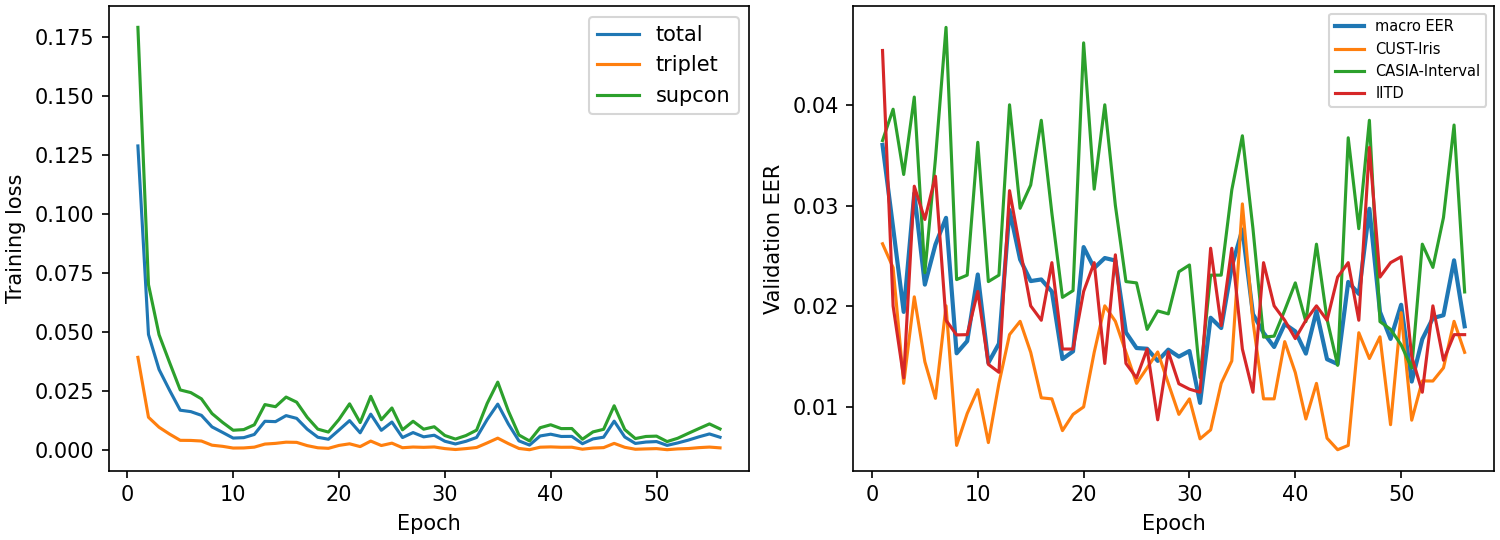 Training loss
0.175
0.150
0.125
0.100
0.075
0.050
0.025
0.000
0 10 20 30 40 50
Epoch
total
triplet
supcon
Validation EER
0.04
0.03
0.02
0.01
0 10 20 30 40 50
Epoch
macro EER
CUST-Iris
CASIA-Interval
IITD